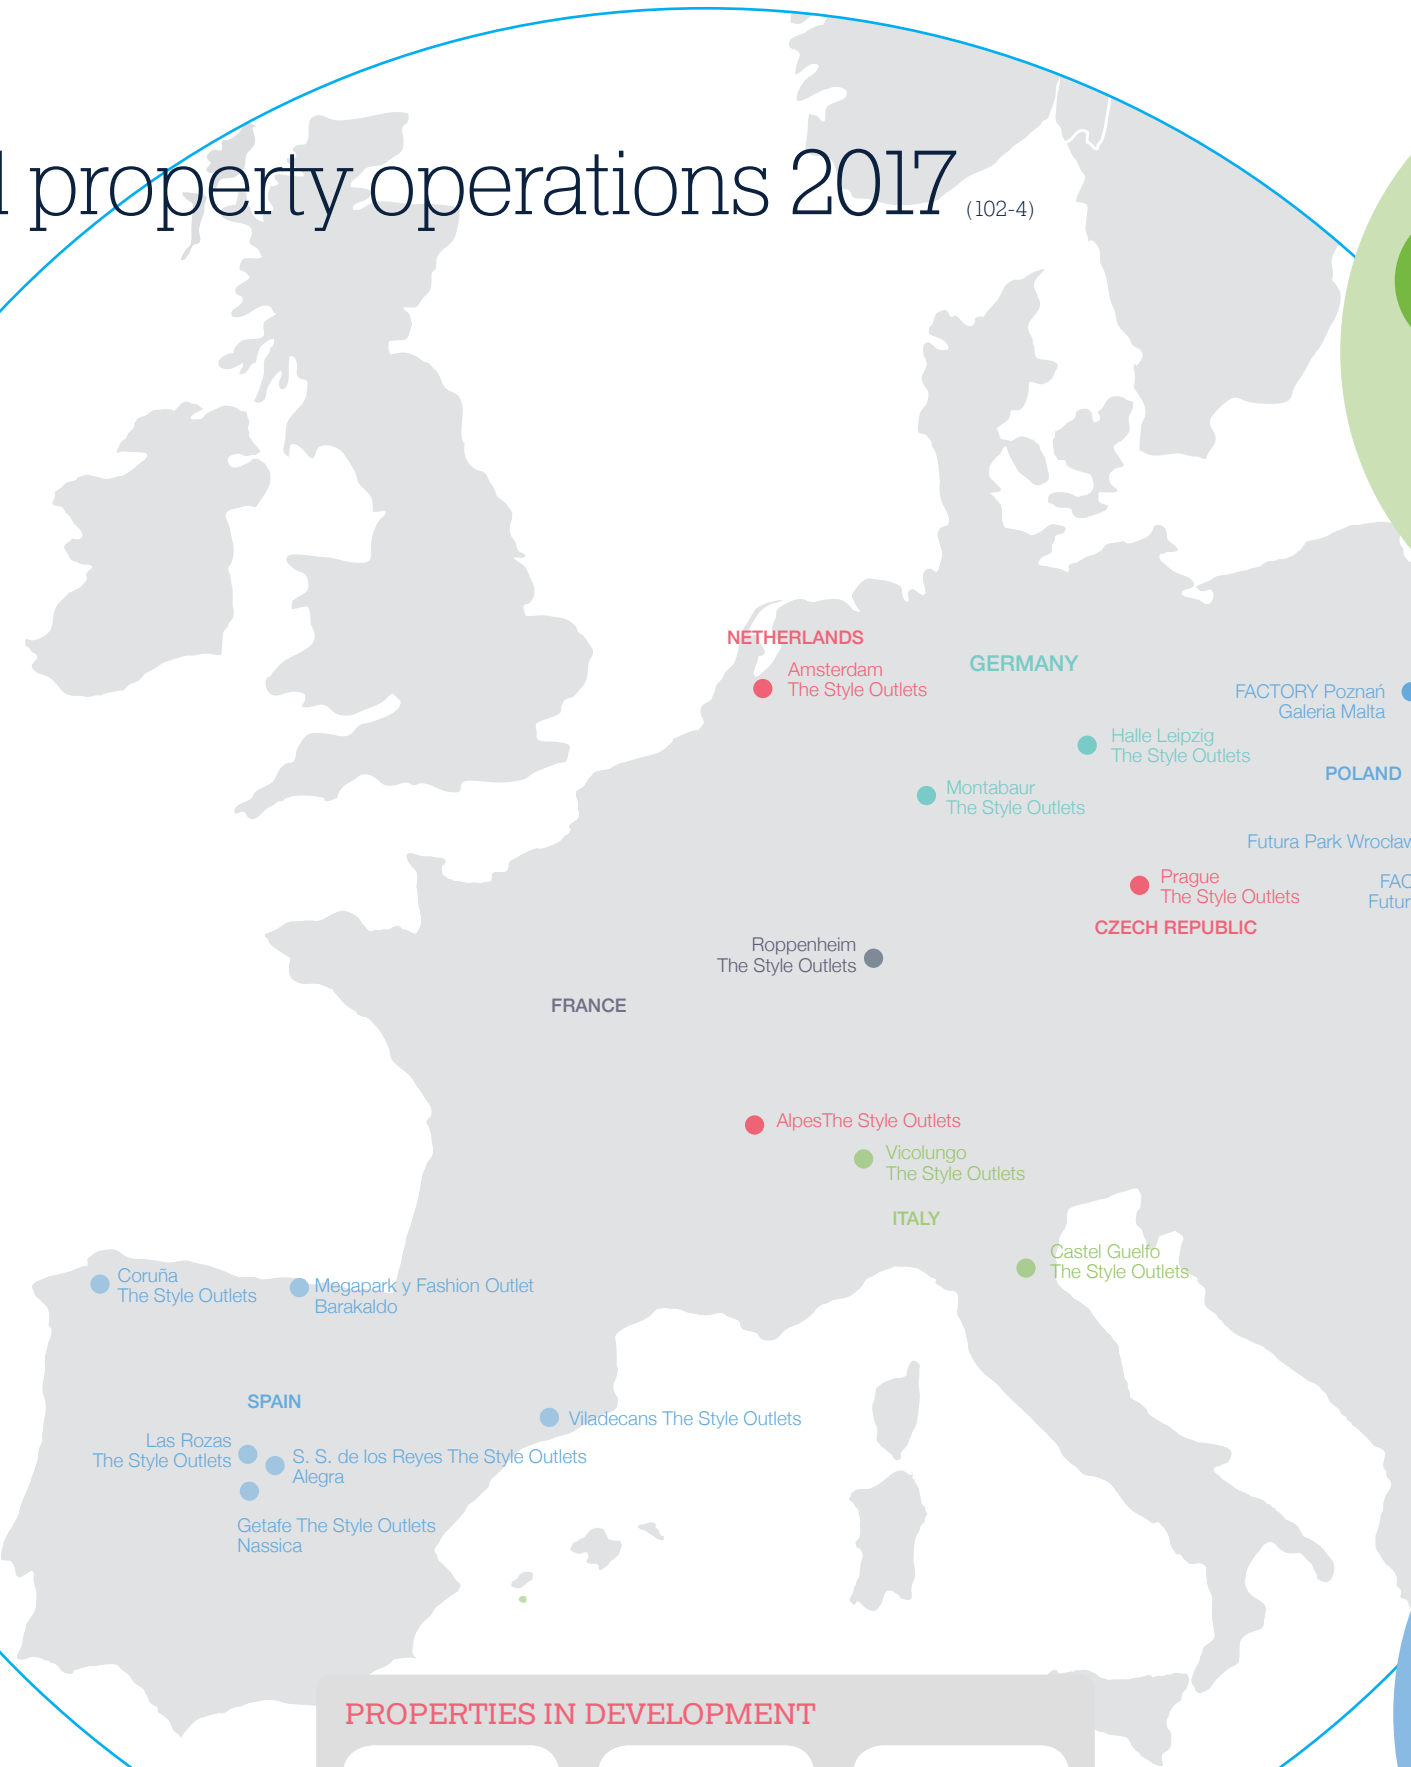 property operations 2017 (102-4)
NETHERLANDS
Amsterdam
The Style Outlets
GERMANY
FACTORY Poznań
Galeria Malta
Halle Leipzig
The Style Outlets
POLAND
Montabaur
The Style Outlets
Futura Park Wrocław
Prague
The Style Outlets
CZECH REPUBLIC
Roppenheim
The Style Outlets
FRANCE
AlpesThe Style Outlets
Vicolungo
The Style Outlets
ITALY
Castel Guelfo
The Style Outlets
Coruña
The Style Outlets
Megapark y Fashion Outlet
Barakaldo
SPAIN
Viladecans The Style Outlets
Las Rozas
The Style Outlets
S. S. de los Reyes The Style Outlets
Alegra
Getafe The Style Outlets
Nassica
PROPERTIES IN DEVELOPMENT